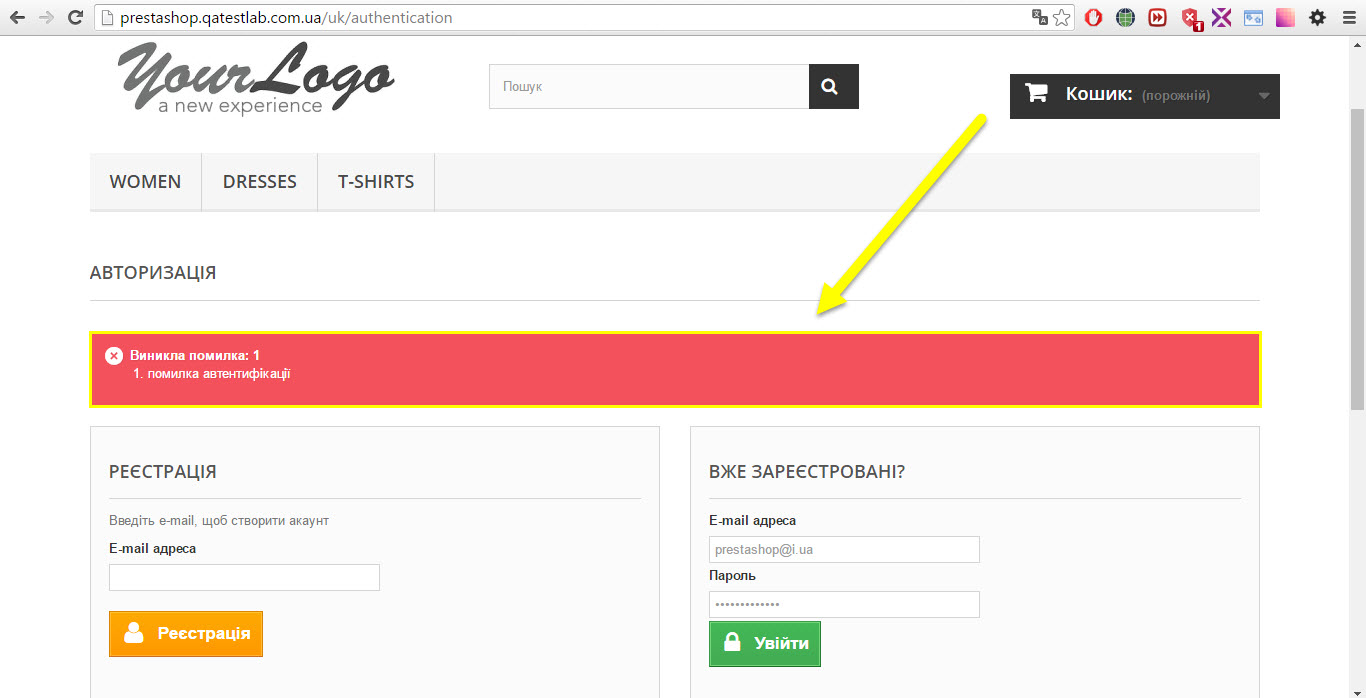 prestashop.qatestlab.com.ua/uk/authentication
1
YourLogo
a new experience
Пошук
Кошик: (порожній)
WOMEN DRESSES T-SHIRTS
АВТОРИЗАЦІЯ
Виникла помилка: 1
1. помилка автентифікації
РЕЄСТРАЦІЯ
Введіть e-mail, щоб створити акаунт
E-mail адреса
Реєстрація
ВЖЕ ЗАРЕЄСТРОВАНІ?
E-mail адреса
prestashop@i.ua
Пароль
•••••••••••••
Увійти